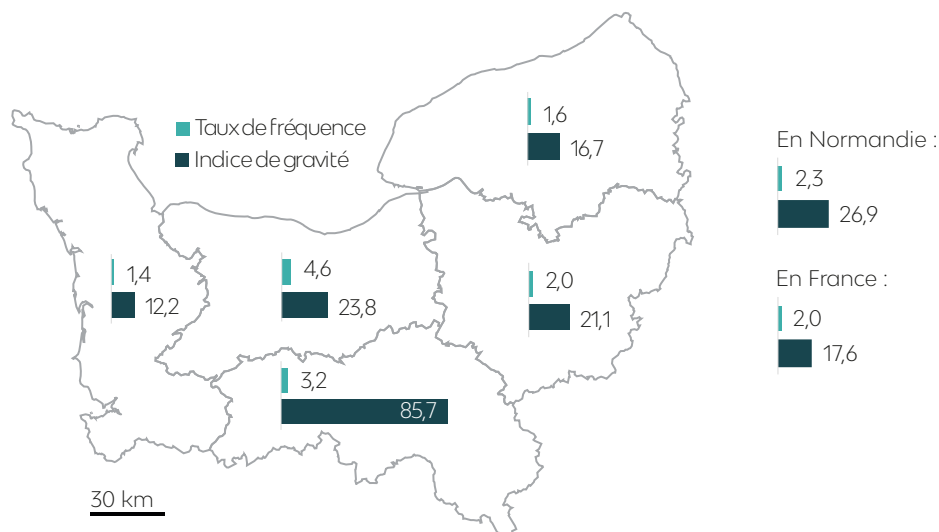 Taux de fréquence
Indice de gravité
1,6
16,7
En Normandie :
2,3
26,9
1,4
12,2
4,6
23,8
2,0
21,1
En France :
2,0
17,6
3,2
85,7
30 km